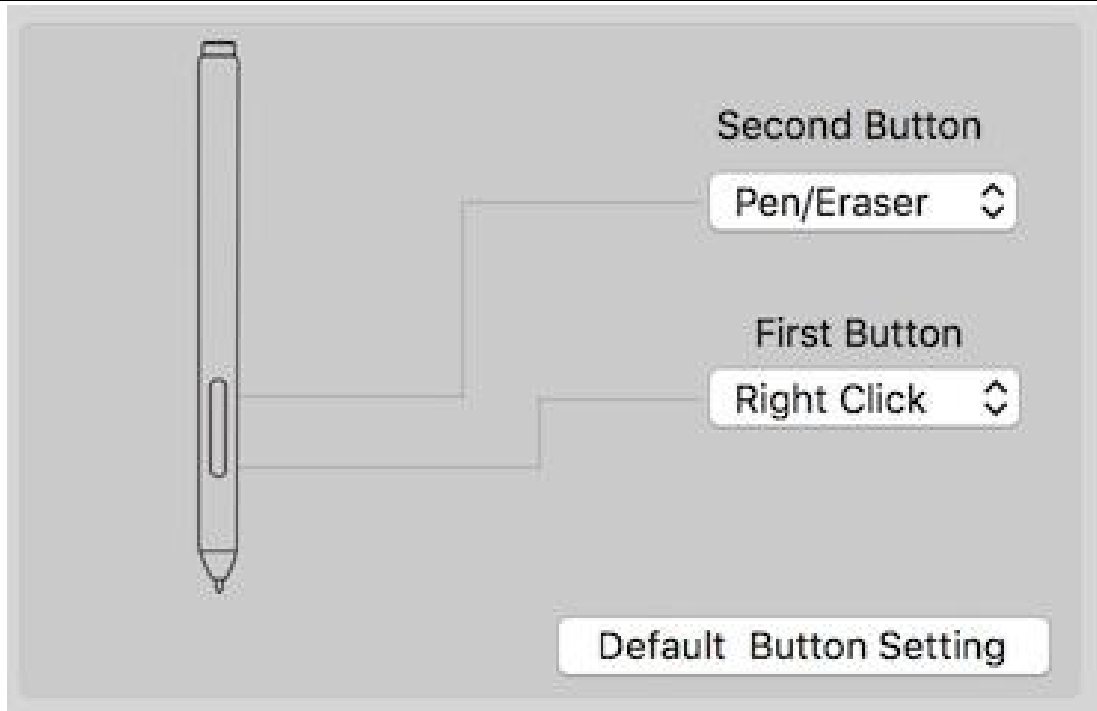 Second Button
Pen/Eraser
First Button
Right Click
Default Button Setting